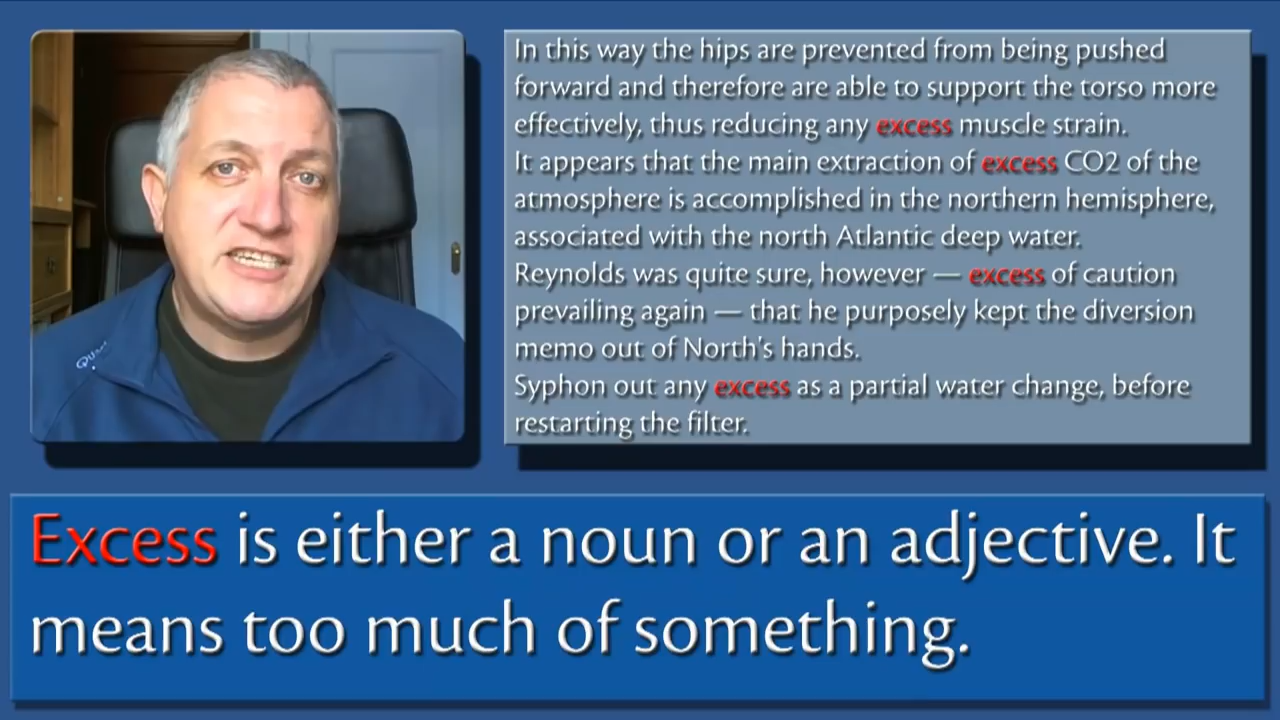 In this way the hips are prevented from being pushed
forward and therefore are able to support the torso more
effectively, thus reducing any excess muscle strain.
It appears that the main extraction of excess CO2 of the
atmosphere is accomplished in the northern hemisphere,
associated with the north Atlantic deep water.
Reynolds was quite sure, however — excess of caution
prevailing again — that he purposely kept the diversion
memo out of North's hands.
Syphon out any excess as a partial water change, before
restarting the filter.
Excess is either a noun or an adjective. It
means too much of something.